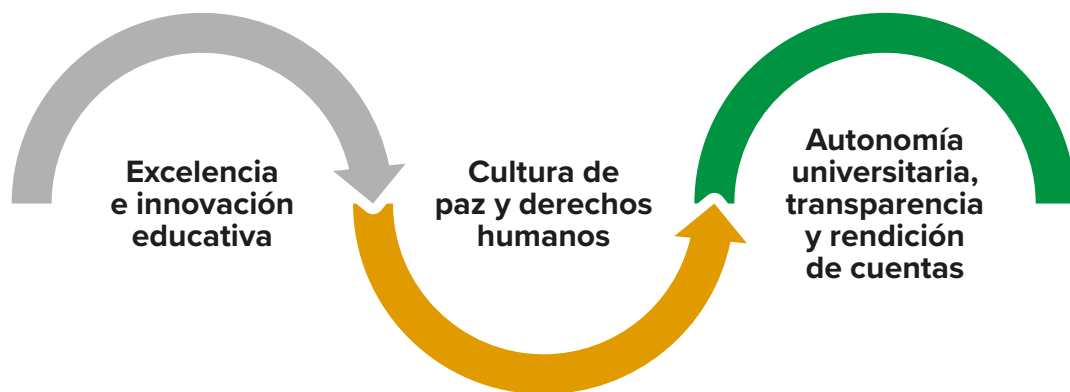 Excelencia
e innovación
educativa
Cultura de
paz y derechos
humanos
Autonomía
universitaria,
transparencia
y rendición
de cuentas